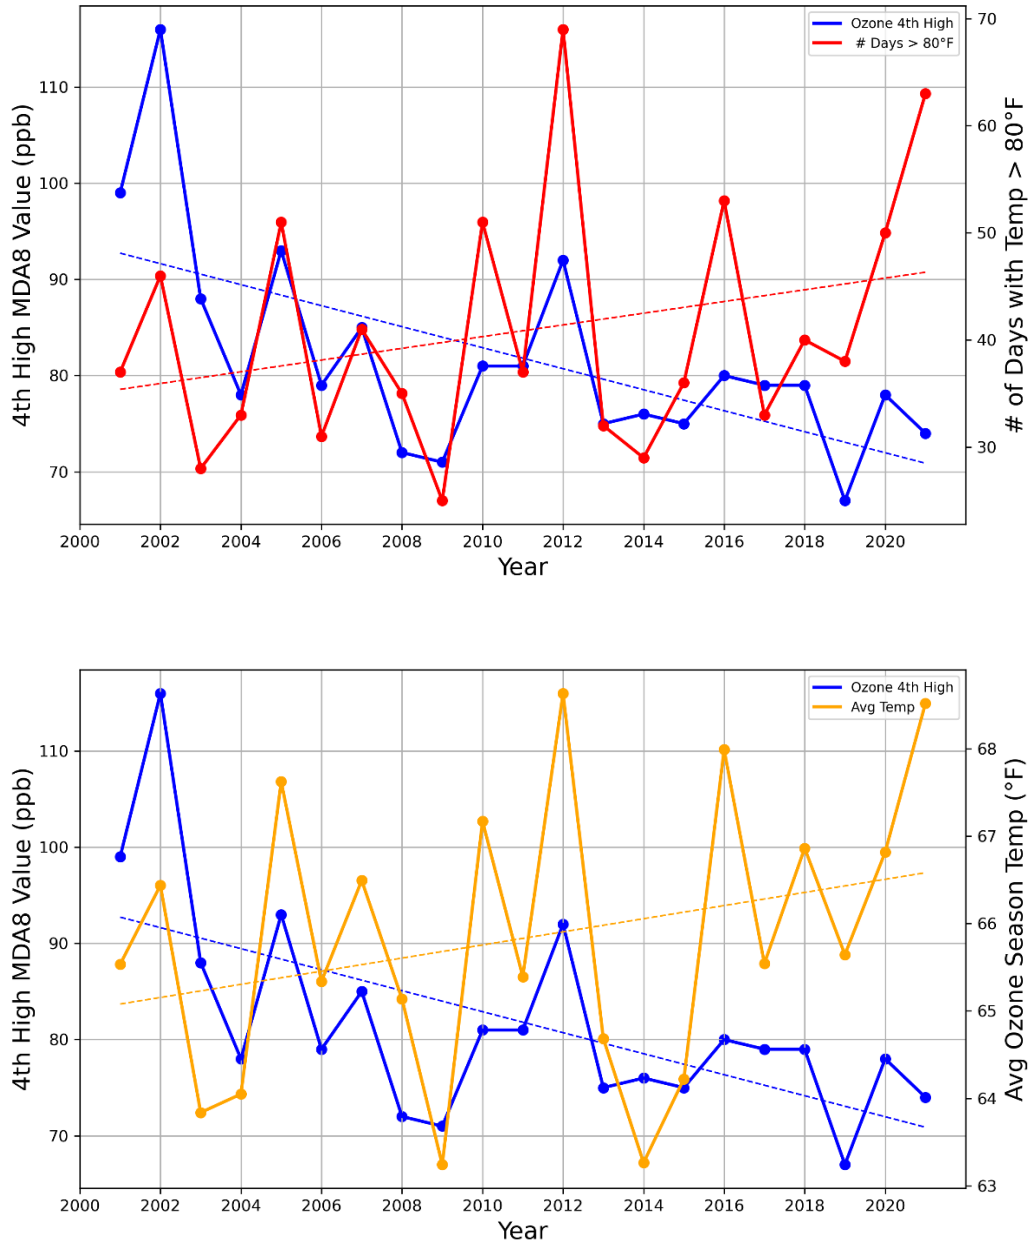 Ozone 4th High
# Days > 80°F
4th High MDA8 Value (ppb)
110
100
90
80
70
70
60
50
40
30
# of Days with Temp > 80°F
2000 2002 2004 2006 2008 2010 2012 2014 2016 2018 2020
Year
Ozone 4th High
Avg Temp
4th High MDA8 Value (ppb)
110
100
90
80
70
68
67
66
65
64
63
Avg Ozone Season Temp (°F)
2000 2002 2004 2006 2008 2010 2012 2014 2016 2018 2020
Year